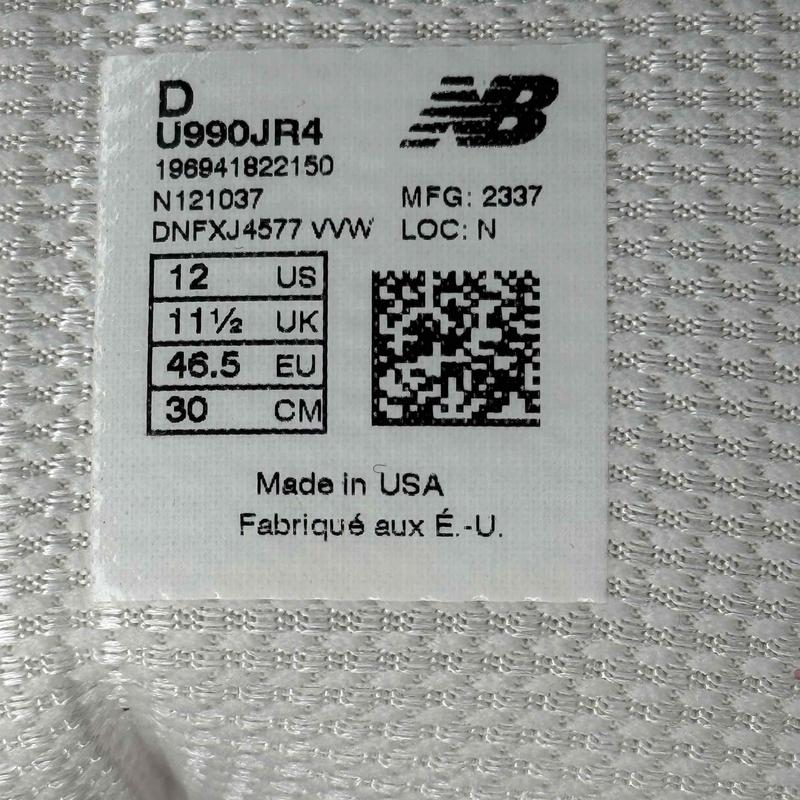 D
U990JR4
NB
196941822150
N121037
MFG: 2337
DNFXJ4577 VVW
LOC: N
12 US
11½ UK
46.5 EU
30 CM
Made in USA
Fabriqué aux É.-U.